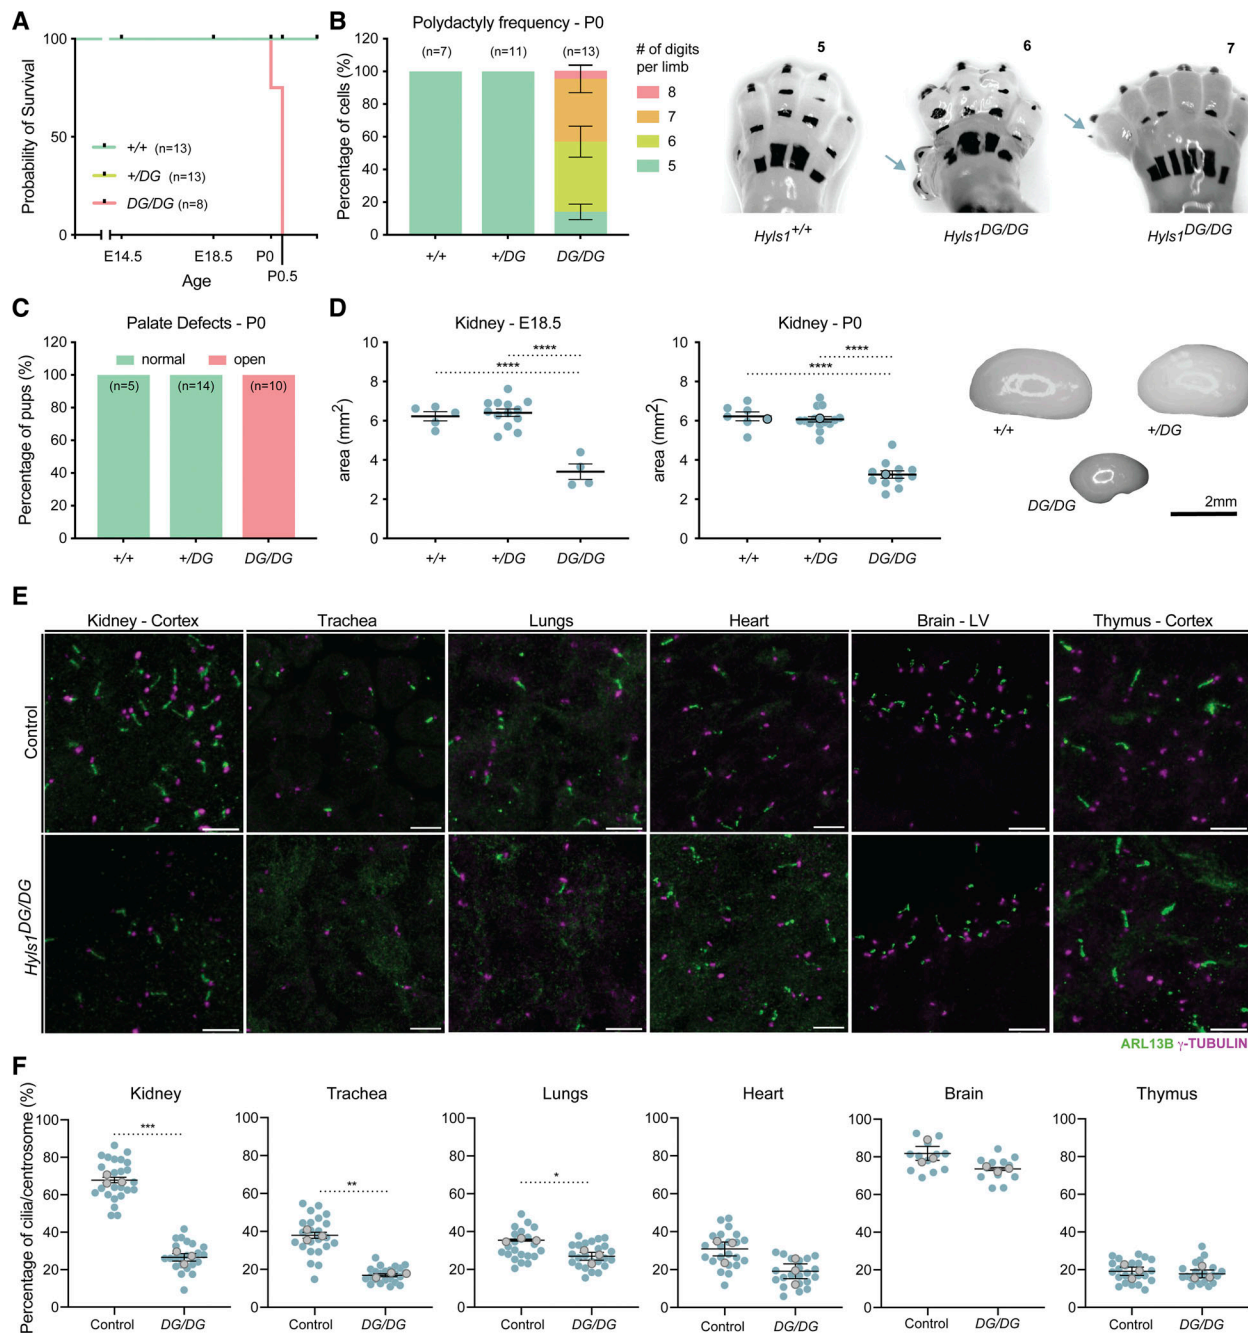 A
100
50
0
Probability of Survival
+/+ (n=13)
+/DG (n=13)
DG/DG (n=8)
E14.5
E18.5
P0
P0.5
Age
B
Polydactyly frequency - P0
120
100
80
60
40
20
0
Percentage of cells (%)
(n=7)
(n=11)
(n=13)
+/+
+/DG
DG/DG
# of digits
per limb
8
7
6
5
5
6
7
Hyls1+/+
Hyls1DG/DG
Hyls1DG/DG
C
Palate Defects - P0
120
100
80
60
40
20
0
Percentage of pups (%)
normal
open
(n=5)
(n=14)
(n=10)
+/+
+/DG
DG/DG
D
Kidney - E18.5
10
8
6
4
2
0
area (mm2)
****
****
+/+
+/DG
DG/DG
Kidney - P0
10
8
6
4
2
0
area (mm2)
****
****
+/+
+/DG
DG/DG
+/+
+/DG
DG/DG
2mm
E
Kidney - Cortex
Trachea
Lungs
Heart
Brain - LV
Thymus - Cortex
Control
Hyls1DG/DG
ARL13B γ-TUBULIN
F
Percentage of cilia/centrosome (%)
Kidney
100
80
60
40
20
0
***
Control
DG/DG
Trachea
100
80
60
40
20
0
**
Control
DG/DG
Lungs
100
80
60
40
20
0
*
Control
DG/DG
Heart
100
80
60
40
20
0
Control
DG/DG
Brain
100
80
60
40
20
0
Control
DG/DG
Thymus
100
80
60
40
20
0
Control
DG/DG